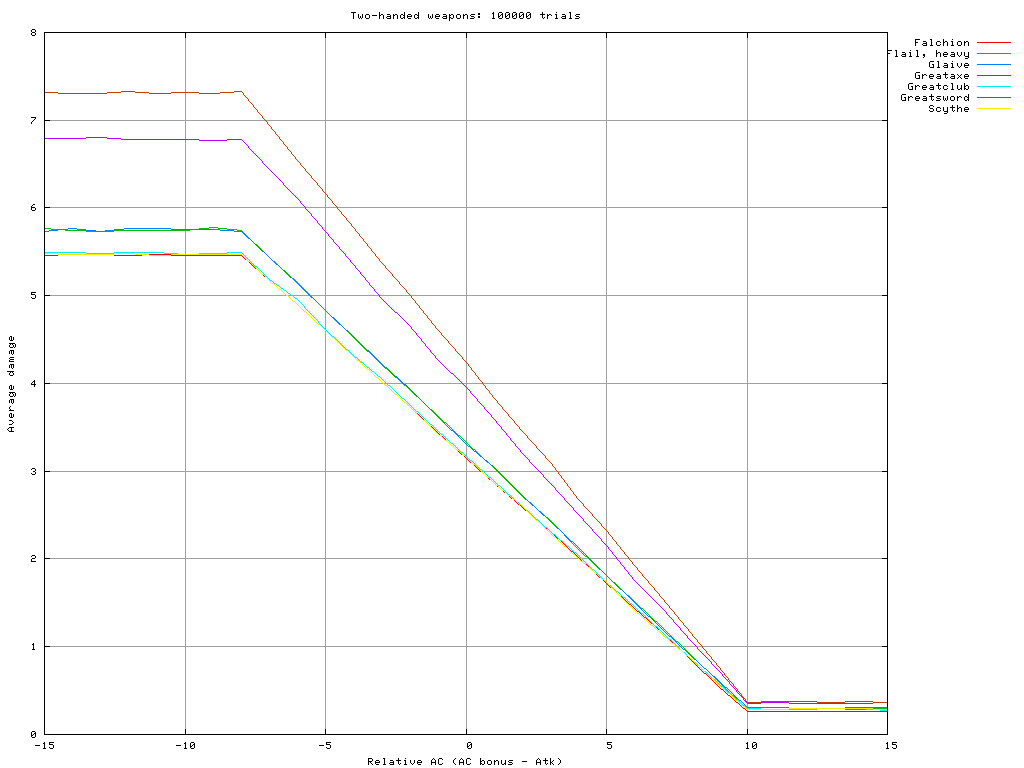 Two-handed weapons: 100000 trials
8
7
6
5
4
3
2
1
0
-15
-10
-5
0
5
10
15
Average damage
Relative AC (AC bonus - Atk)
Falchion
Flail, heavy
Glaive
Greataxe
Greatclub
Greatsword
Scythe